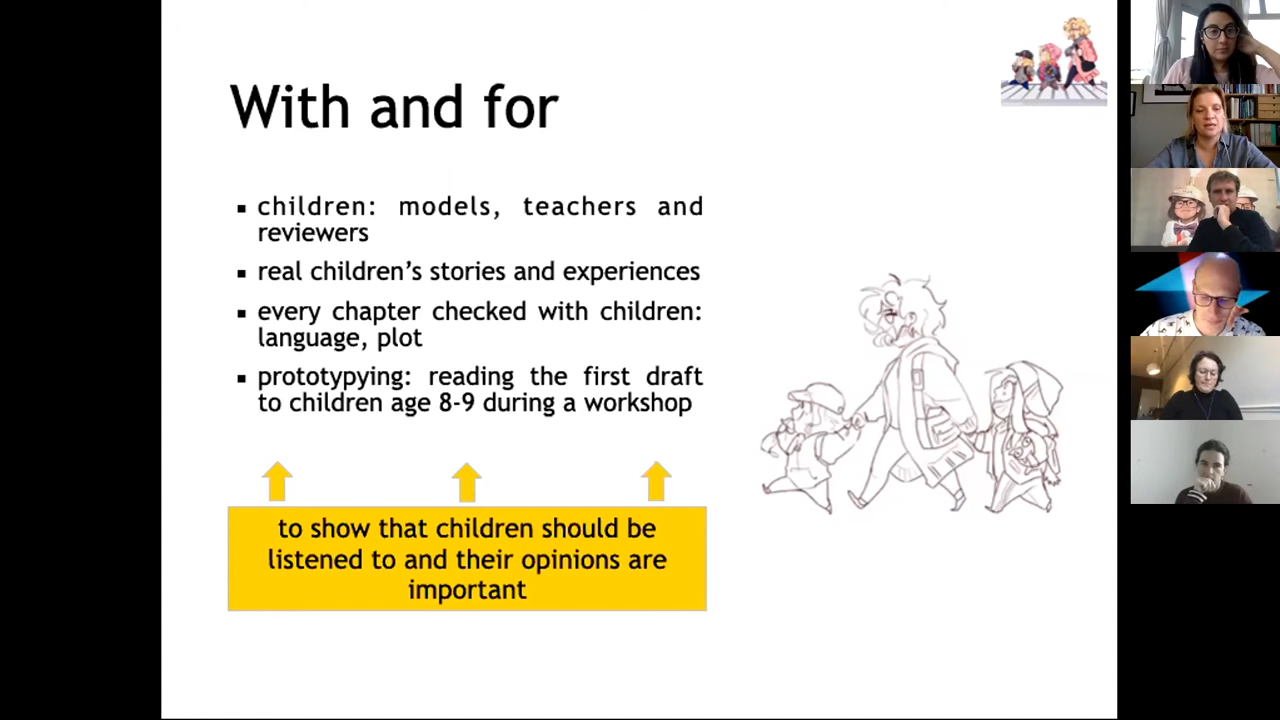 With and for
▪ children: models, teachers and
reviewers
▪ real children's stories and experiences
▪ every chapter checked with children:
language, plot
▪ prototypying: reading the first draft
to children age 8-9 during a workshop
to show that children should be
listened to and their opinions are
important